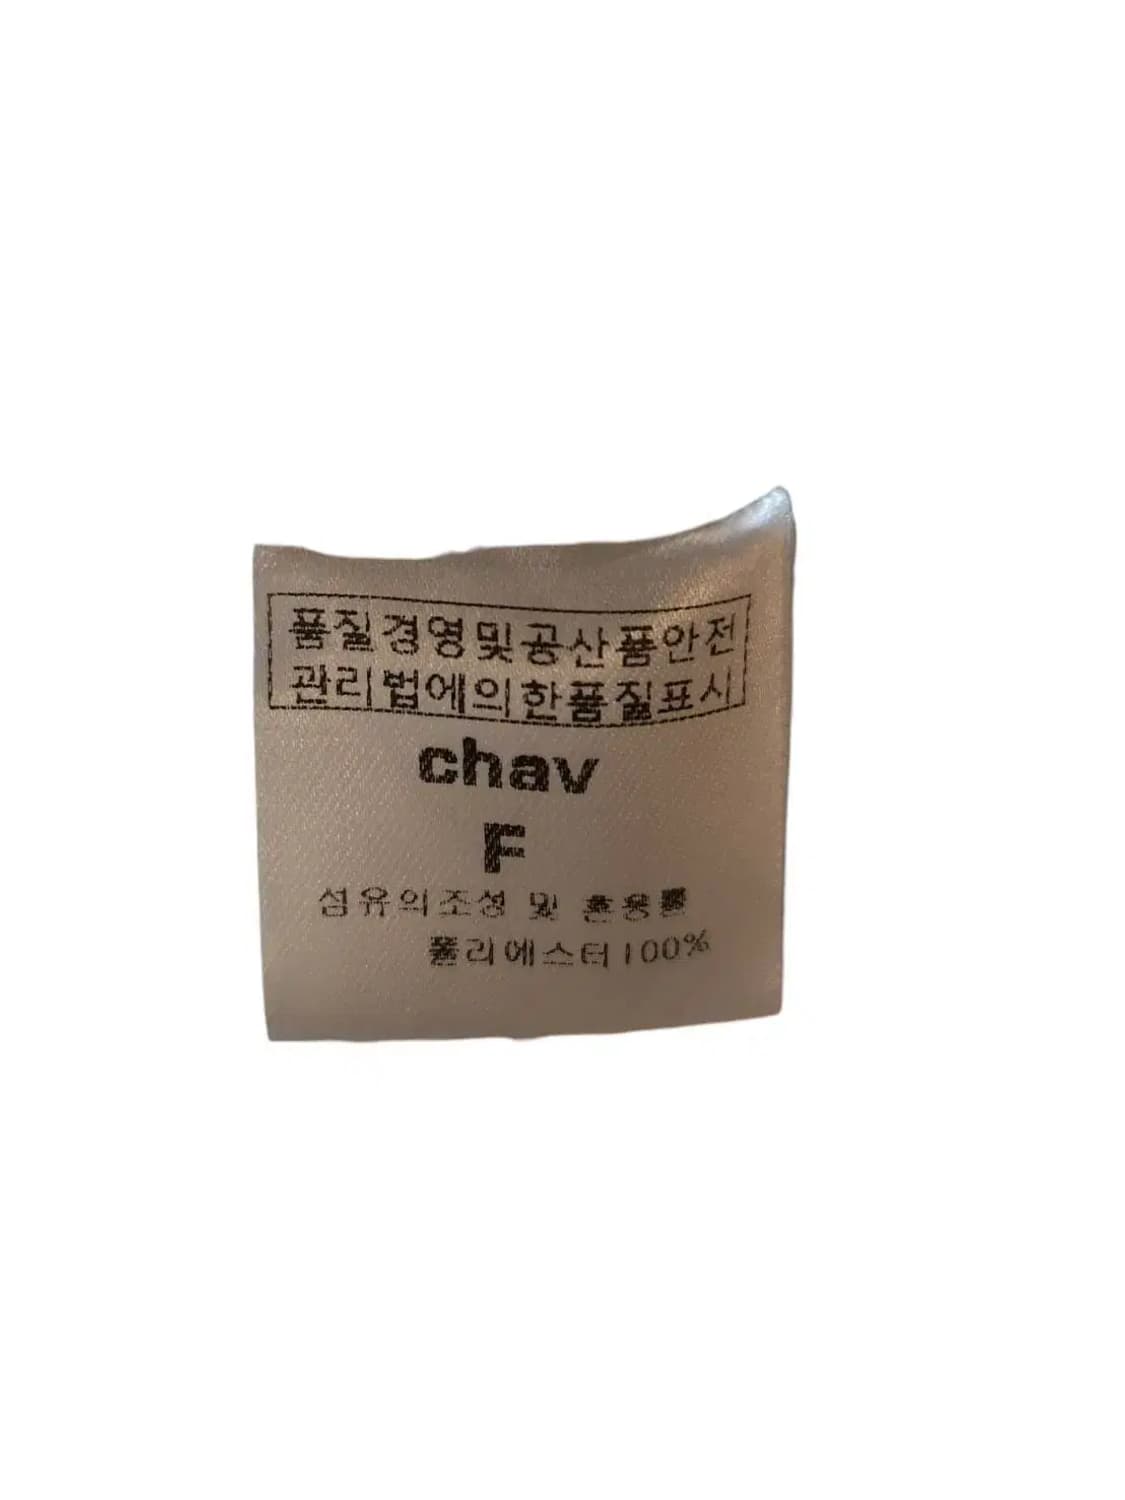 품질경영및공산품안전
관리법에의한품질표시
chav
F
섬유의조성 및 혼용률
폴리에스터100%